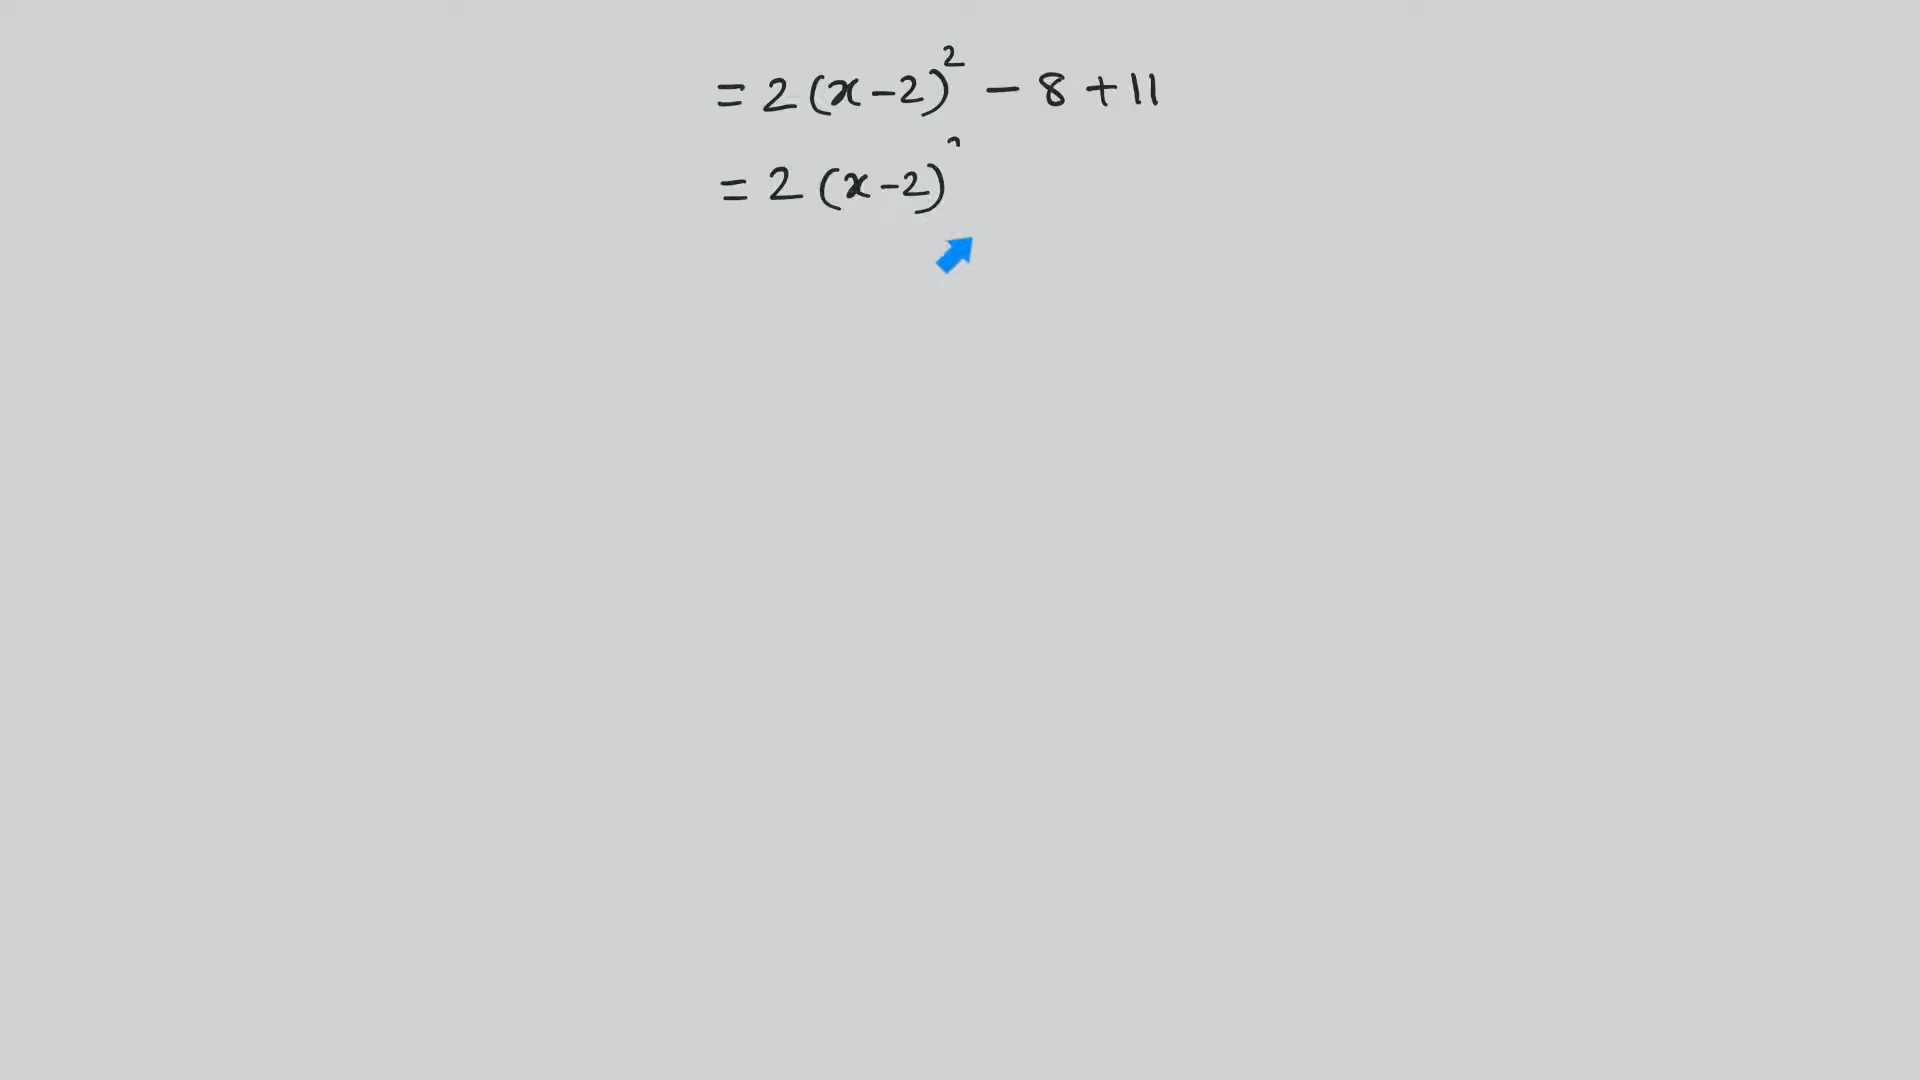 = 2(x-2)² - 8 + 11
= 2(x-2)